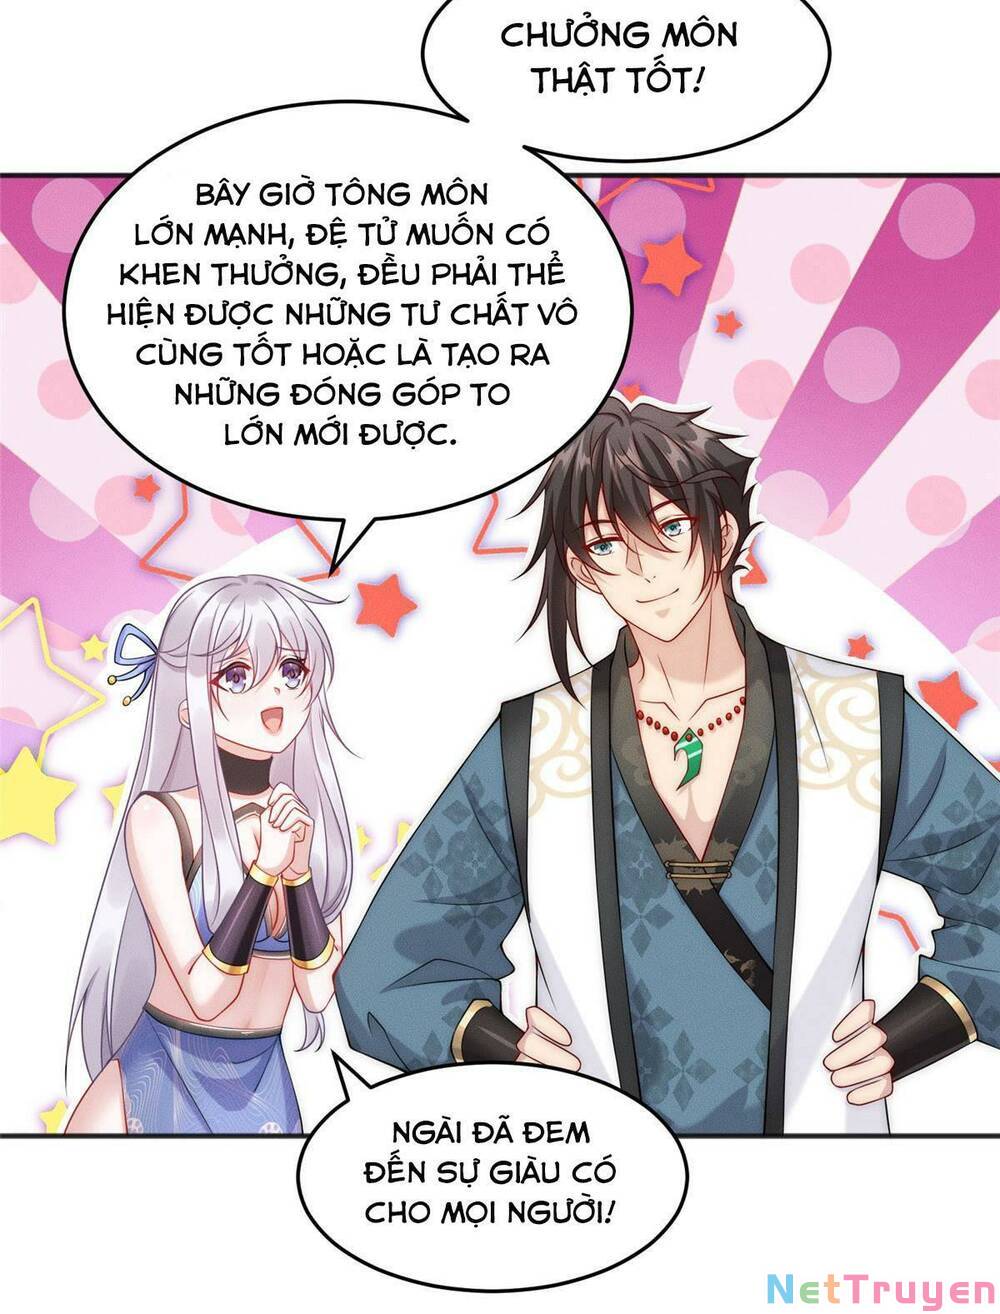 CHƯỞNG MÔN
THẬT TỐT!
BÂY GIỜ TÔNG MÔN
LỚN MẠNH, ĐỆ TỬ MUỐN CÓ
KHEN THƯỞNG, ĐỀU PHẢI THỂ
HIỆN ĐƯỢC NHỮNG TƯ CHẤT VÔ
CÙNG TỐT HOẶC LÀ TẠO RA
NHỮNG ĐÓNG GÓP TO
LỚN MỚI ĐƯỢC.
NGÀI ĐÃ ĐEM
ĐẾN SỰ GIÀU CÓ
CHO MỌI NGƯỜI!
NetTruyen